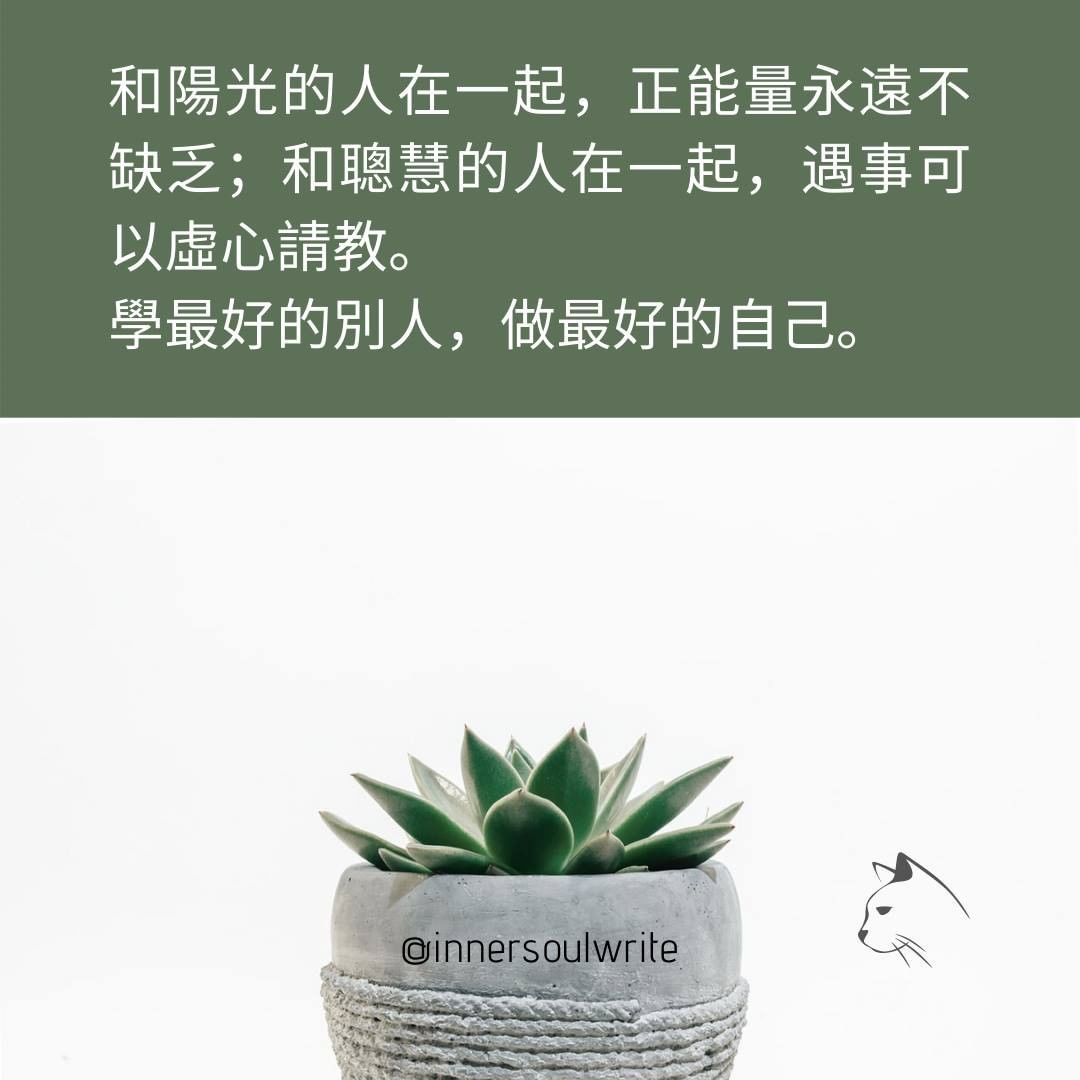 和陽光的人在一起，正能量永遠不
缺乏；和聰慧的人在一起，遇事可
以虛心請教。
學最好的別人，做最好的自己。
@innersoulwrite